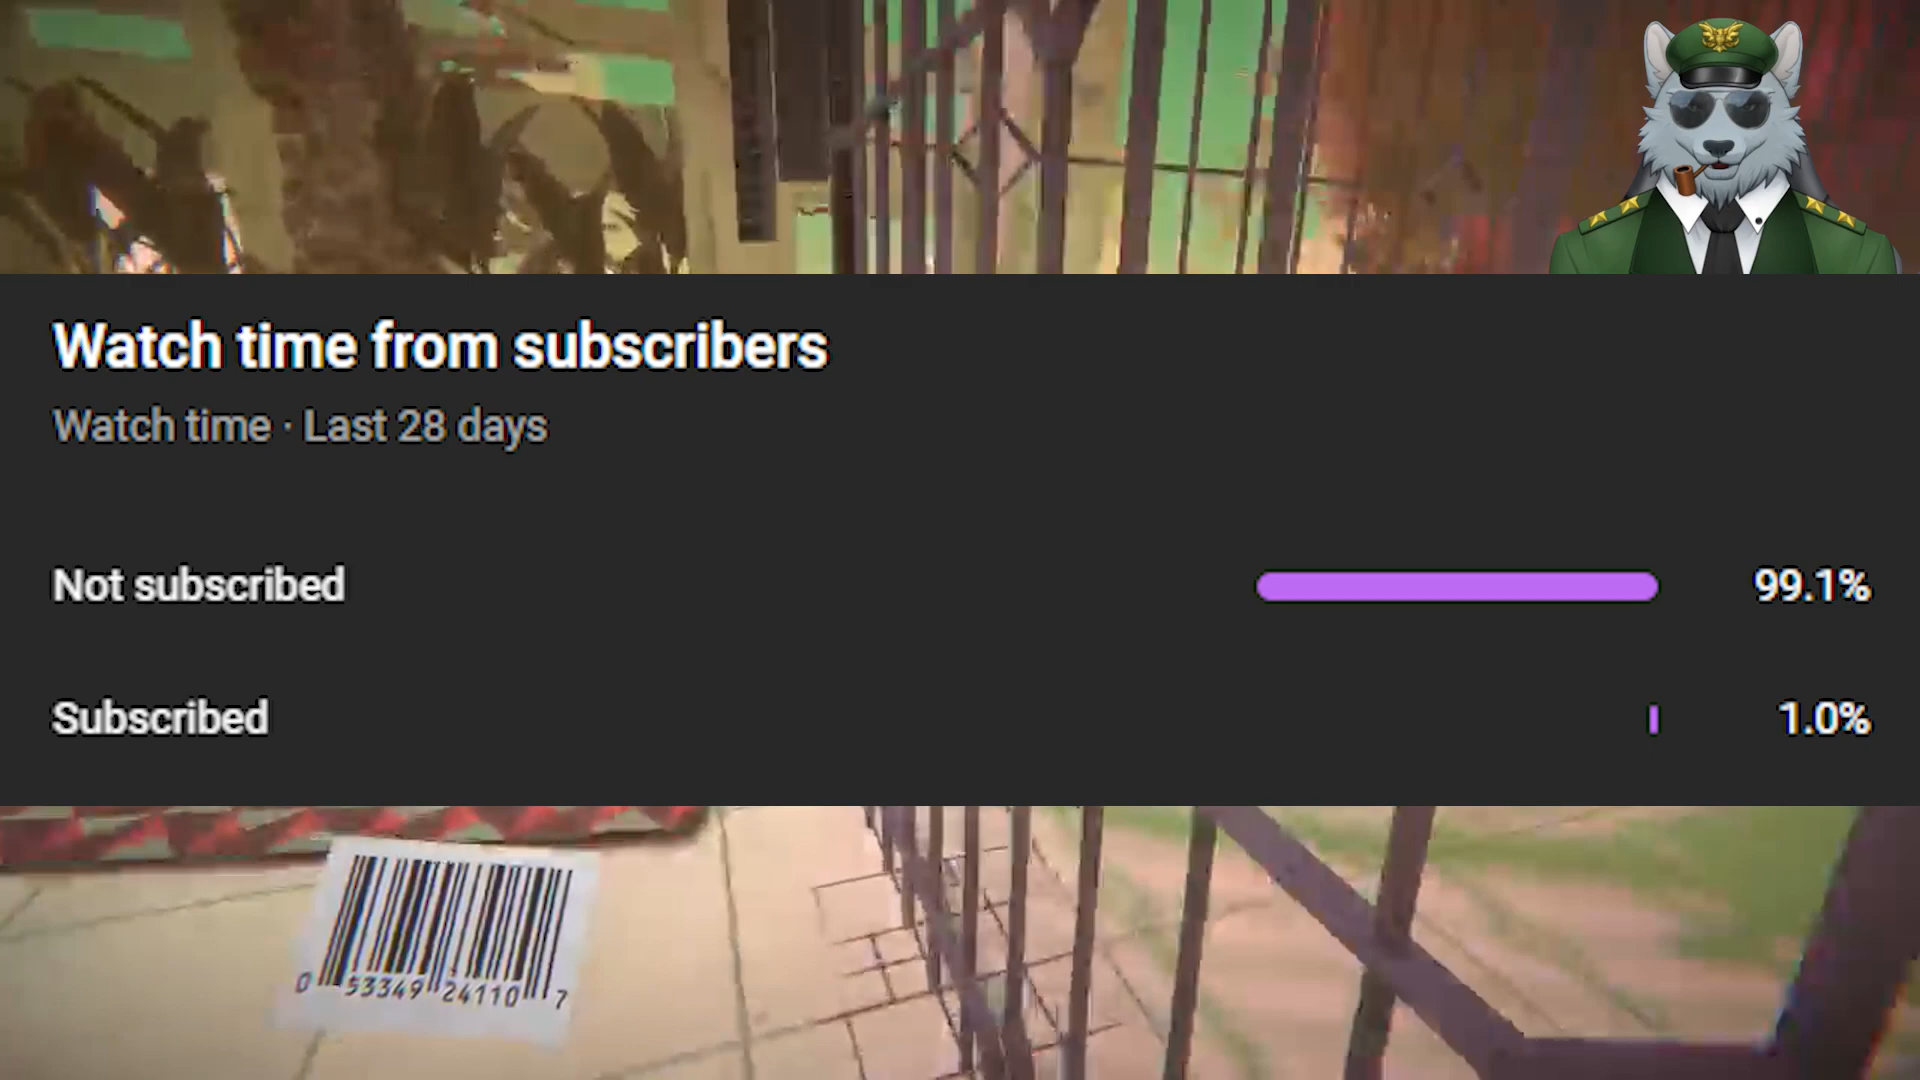 Watch time from subscribers
Watch time · Last 28 days
Not subscribed 99.1%
Subscribed 1.0%
0 53349 24110 7